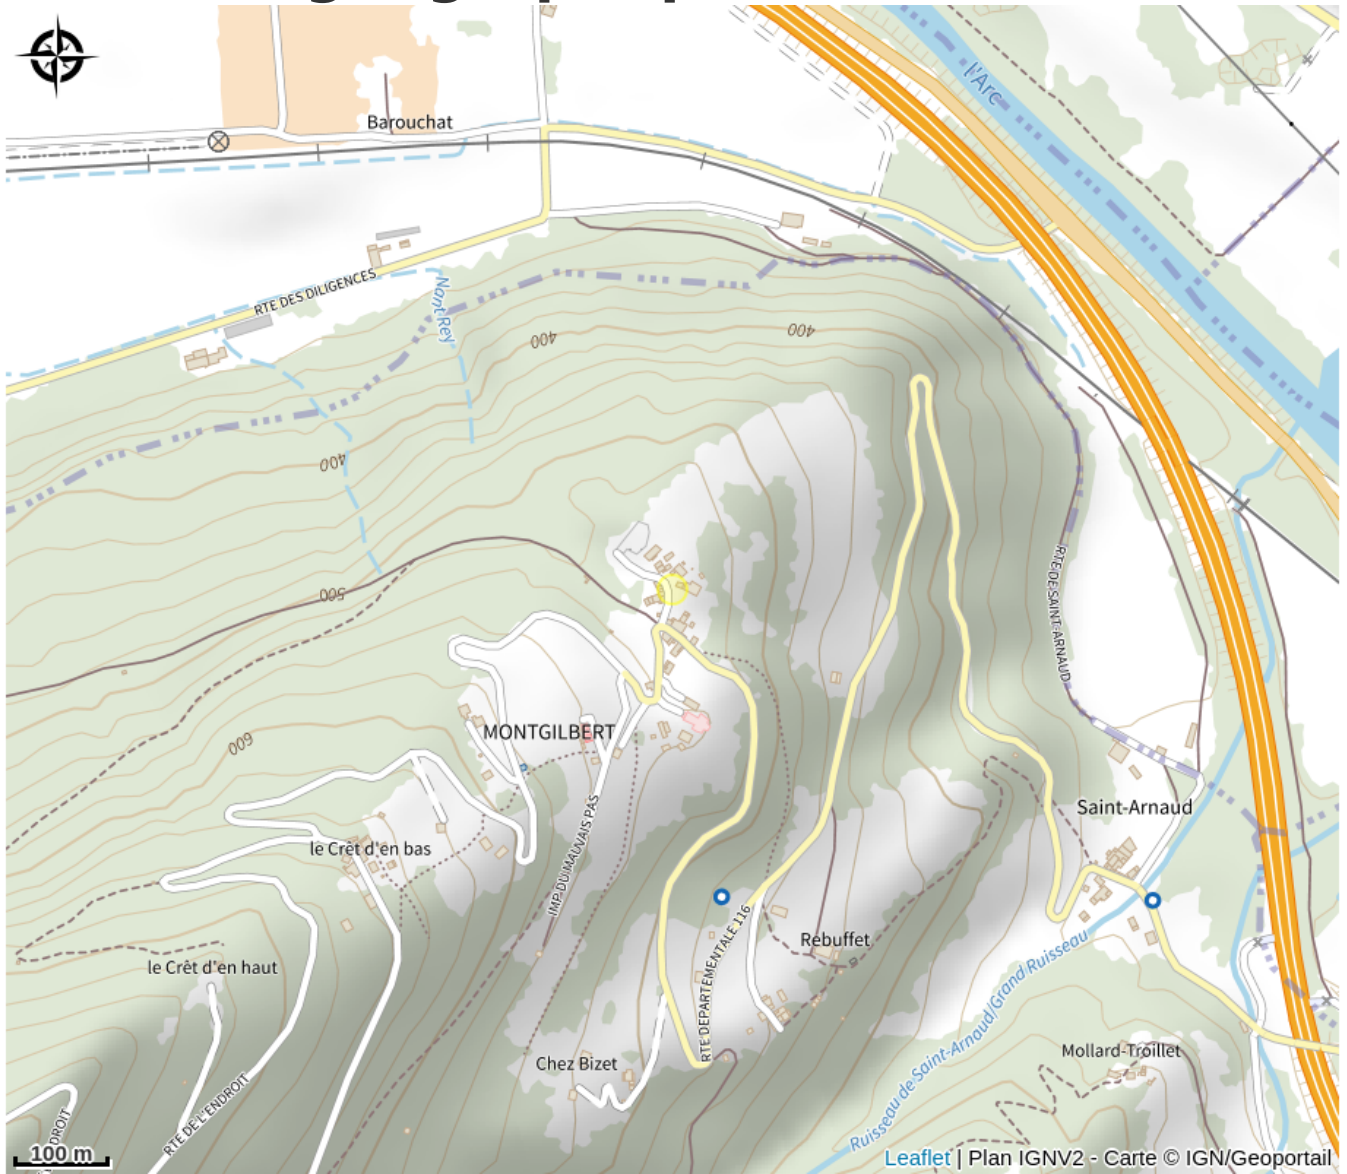 l'Arc
Barouchat
RTE DES DILIGENCES
Nant Rey
400
400
400
500
RTE DE SAINT-ARNAUD
MONTGILBERT
600
Saint-Arnaud
le Crêt d'en bas
IMP DU MAUVAIS PAS
RTE DEPARTEMENTALE 116
Rebuffet
le Crêt d'en haut
Ruisseau de Saint-Arnaud/Grand Ruisseau
Chez Bizet
Mollard-Troillet
RTE DE L'ENDROIT
DROIT
100 m
Leaflet | Plan IGNV2 - Carte © IGN/Geoportail